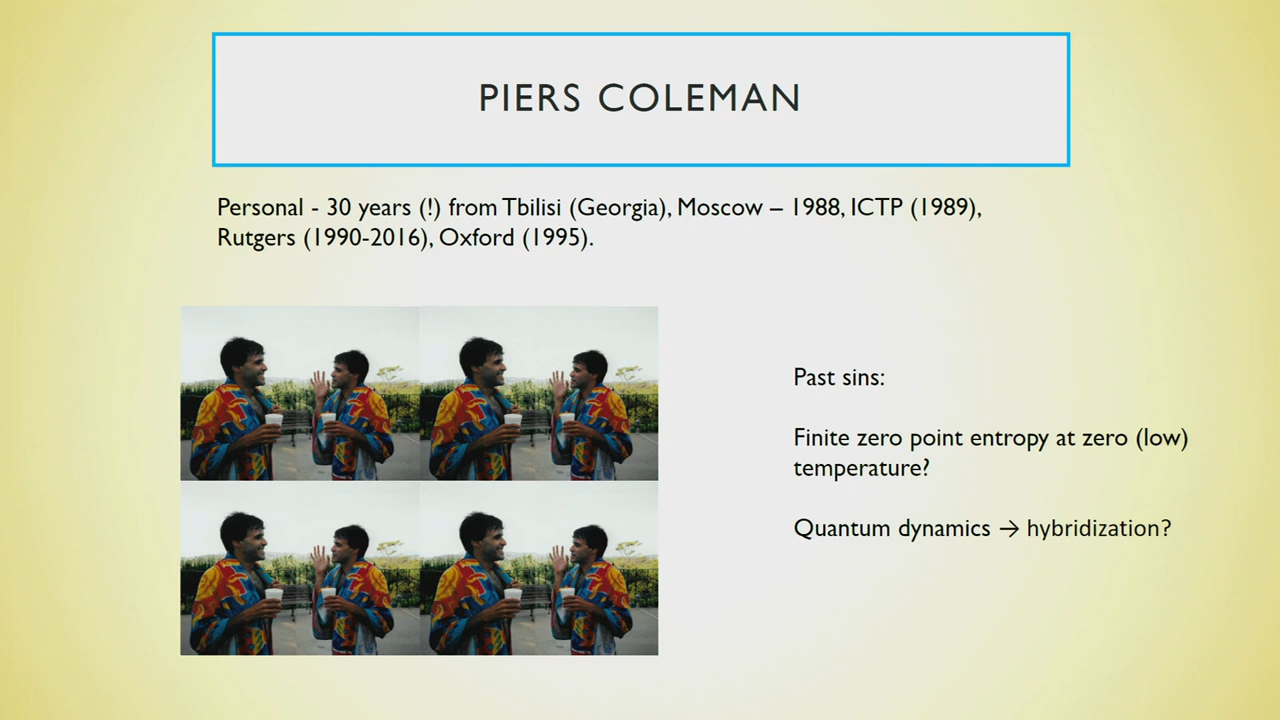 PIERS COLEMAN
Personal - 30 years (!) from Tbilisi (Georgia), Moscow – 1988, ICTP (1989),
Rutgers (1990-2016), Oxford (1995).
Past sins:
Finite zero point entropy at zero (low)
temperature?
Quantum dynamics → hybridization?